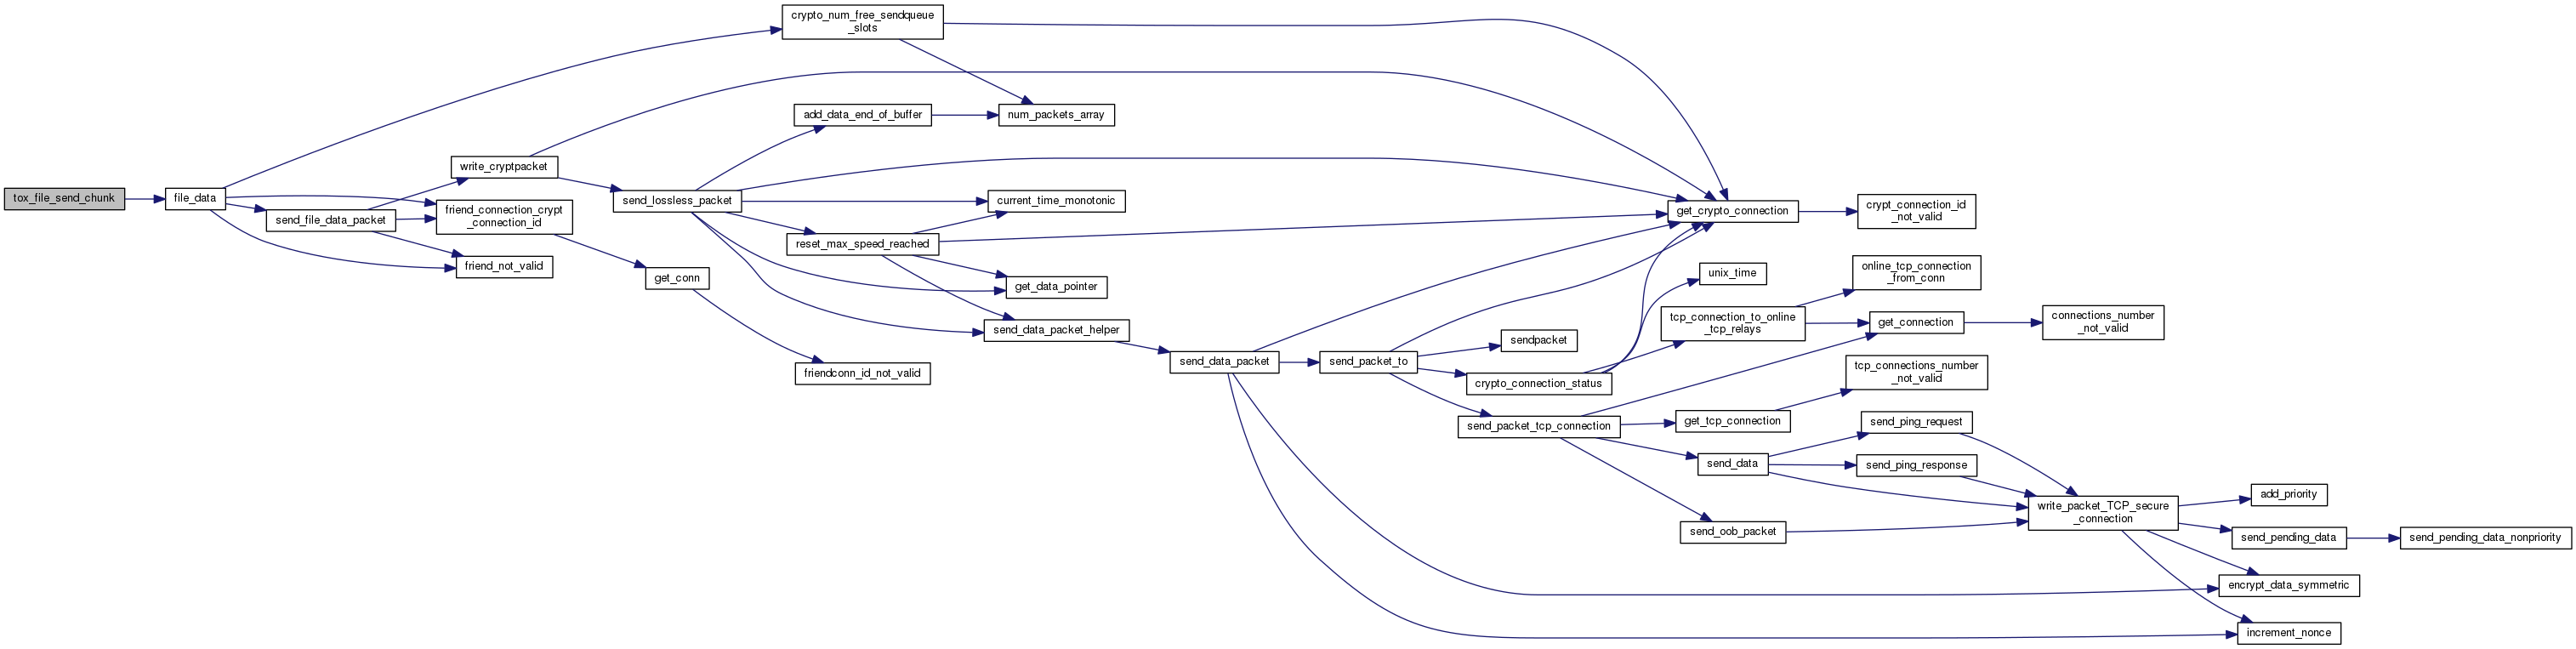 tox_file_send_chunk
file_data
crypto_num_free_sendqueue
_slots
write_cryptpacket
send_file_data_packet
friend_connection_crypt
_connection_id
friend_not_valid
get_conn
friendconn_id_not_valid
send_lossless_packet
add_data_end_of_buffer
num_packets_array
current_time_monotonic
reset_max_speed_reached
get_data_pointer
send_data_packet_helper
send_data_packet
send_packet_to
sendpacket
crypto_connection_status
send_packet_tcp_connection
get_crypto_connection
crypt_connection_id
_not_valid
unix_time
tcp_connection_to_online
_tcp_relays
online_tcp_connection
_from_conn
get_connection
connections_number
_not_valid
tcp_connections_number
_not_valid
get_tcp_connection
send_data
send_ping_request
send_ping_response
send_oob_packet
write_packet_TCP_secure
_connection
add_priority
send_pending_data
send_pending_data_nonpriority
encrypt_data_symmetric
increment_nonce